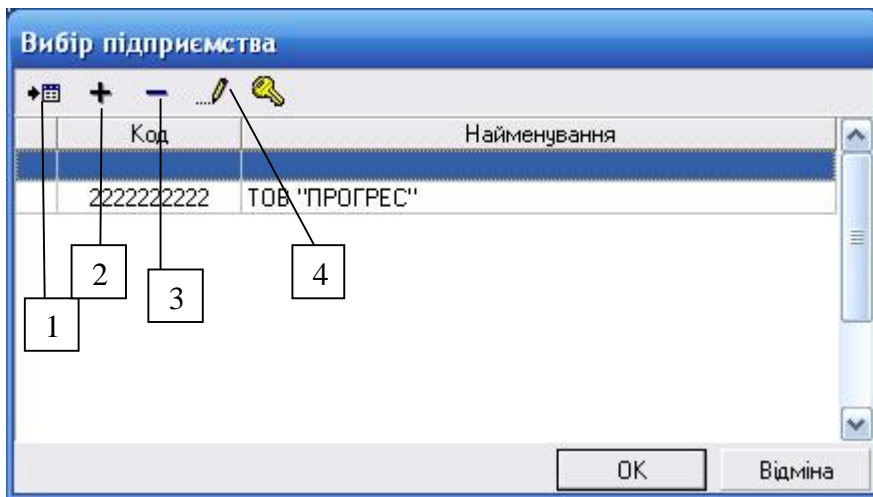 Вибір підприємства
Код Найменування
2222222222 ТОВ "ПРОГРЕС"
2 3 4
1
OK Відміна